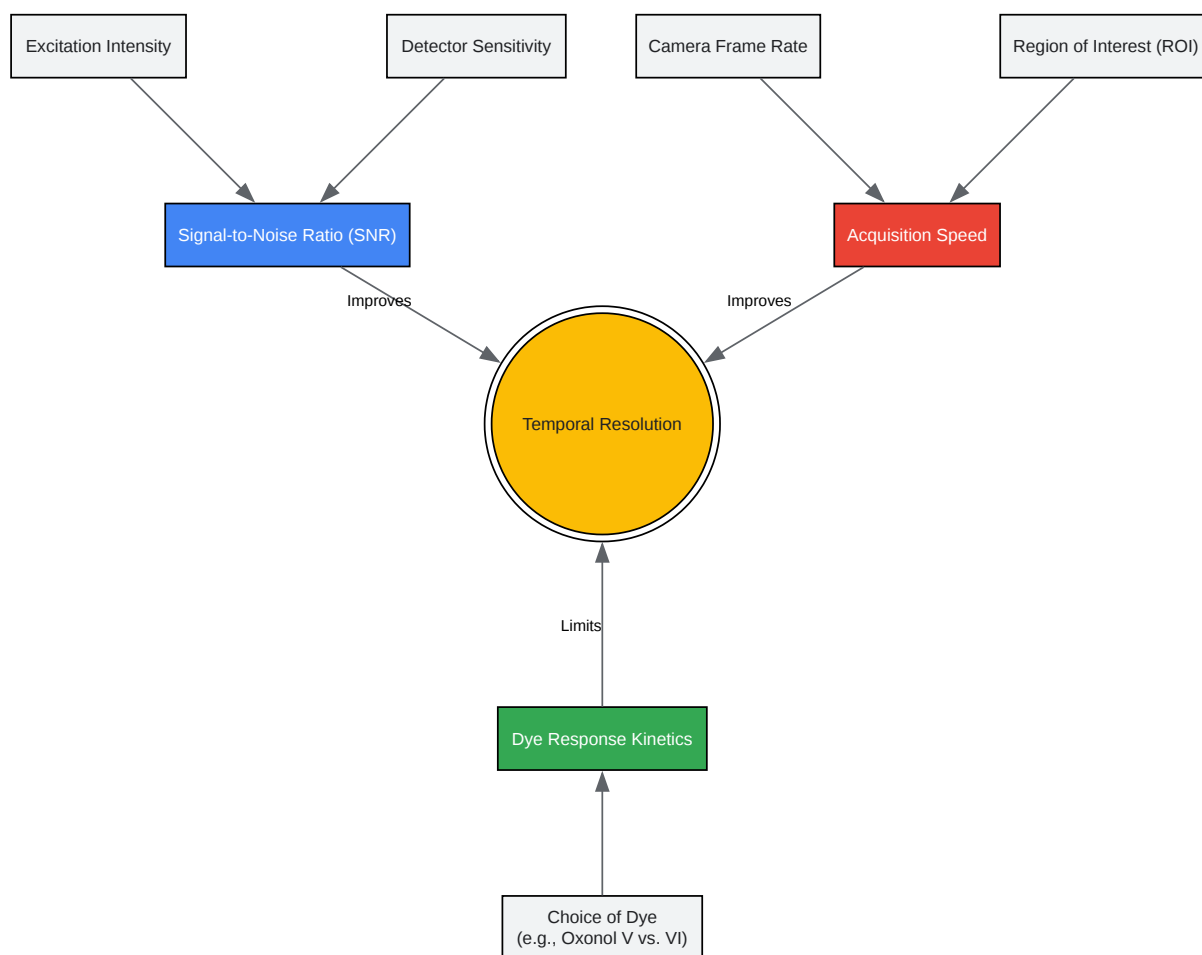 Excitation Intensity
Detector Sensitivity
Camera Frame Rate
Region of Interest (ROI)
Signal-to-Noise Ratio (SNR)
Acquisition Speed
Improves
Improves
Temporal Resolution
Limits
Dye Response Kinetics
Choice of Dye
(e.g., Oxonol V vs. VI)